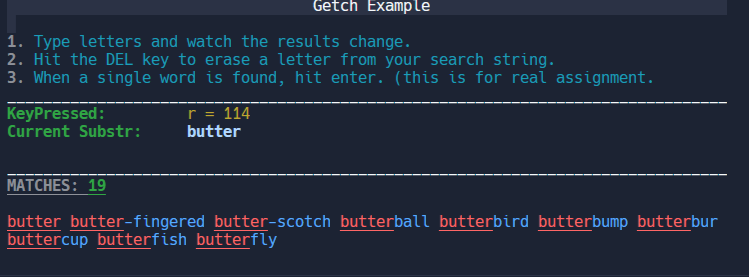 Getch Example
1. Type letters and watch the results change.
2. Hit the DEL key to erase a letter from your search string.
3. When a single word is found, hit enter. (this is for real assignment.
KeyPressed: r = 114
Current Substr: butter
MATCHES: 19
butter butter-fingered butter-scotch butterball butterbird butterbump butterbur
buttercup butterfish butterfly